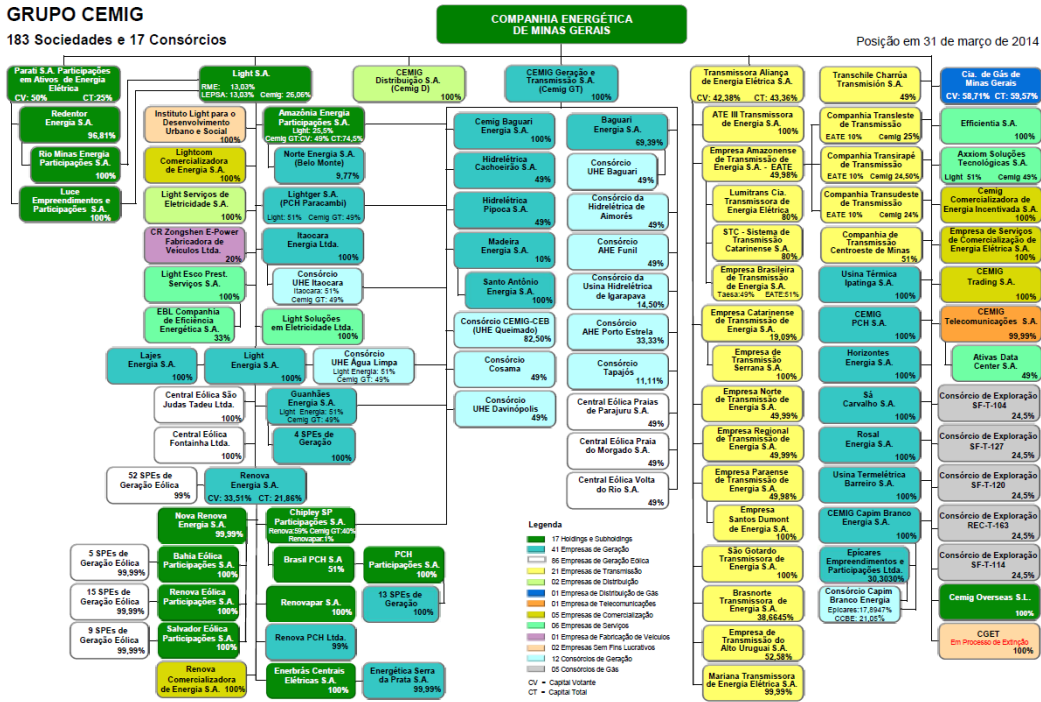 GRUPO CEMIG
183 Sociedades e 17 Consórcios
COMPANHIA ENERGÉTICA
DE MINAS GERAIS
Posição em 31 de março de 2014
Parati S.A. Participações
em Ativos de Energia
Elétrica
CV: 50% CT:25%
Redentor
Energia S.A.
96,81%
Rio Minas Energia
Participações S.A.
100%
Luce
Empreendimentos e
Participações S.A.
100%
Light S.A.
RME: 13,03%
LEPSA: 13,03% Cemig: 26,06%
Instituto Light para o
Desenvolvimento
Urbano e Social
100%
Lightcom
Comercializadora
de Energia S.A.
100%
Light Serviços de
Eletricidade S.A.
100%
CR Zongshen E-Power
Fabricadora de
Veículos Ltda.
20%
Light Esco Prest.
Serviços S.A.
100%
EBL Companhia
de Eficiência
Energética S.A.
33%
Amazônia Energia
Participações S.A.
Light: 25,5%
Cemig GT:CV: 49% CT:74,5%
Norte Energia S.A.
(Belo Monte)
9,77%
Lightger S.A.
(PCH Paracambi)
Light: 51% Cemig GT: 49%
Itaocara
Energia Ltda.
100%
Consórcio
UHE Itaocara
Itaocara: 51%
Cemig GT: 49%
Light Soluções
em Eletricidade Ltda.
100%
Lajes
Energia S.A.
100%
Light
Energia S.A.
100%
Consórcio
UHE Água Limpa
Light Energia: 51%
Cemig GT: 49%
Central Eólica São
Judas Tadeu Ltda.
100%
Guanhães
Energia S.A.
Light Energia: 51%
Cemig GT: 49%
Central Eólica
Fontainha Ltda.
100%
4 SPEs de
Geração
100%
52 SPEs de
Geração Eólica
99%
Renova
Energia S.A.
CV: 33,51% CT: 21,86%
Nova Renova
Energia S.A.
99,99%
5 SPEs de
Geração Eólica
99,99%
Bahia Eólica
Participações S.A.
100%
15 SPEs de
Geração Eólica
99,99%
Renova Eólica
Participações S.A.
100%
9 SPEs de
Geração Eólica
99,99%
Salvador Eólica
Participações S.A.
100%
Renova
Comercializadora
de Energia S.A. 100%
Chipley SP
Participações S.A.
Renova:59% Cemig GT:40%
Renovapar:1%
Brasil PCH S.A
51%
PCH
Participações S.A.
100%
Renovapar S.A.
100%
13 SPEs de
Geração
100%
Renova PCH Ltda.
99%
Enerbrás Centrais
Elétricas S.A.
100%
Energética Serra
da Prata S.A.
99,99%
CEMIG
Distribuição S.A.
(Cemig D)
100%
CEMIG Geração e
Transmissão S.A.
(Cemig GT)
100%
Cemig Baguari
Energia S.A.
100%
Hidrelétrica
Cachoeirão S.A.
49%
Hidrelétrica
Pipoca S.A.
49%
Madeira
Energia S.A.
10%
Santo Antônio
Energia S.A.
100%
Consórcio CEMIG-CEB
(UHE Queimado)
82,50%
Consórcio
Cosama
49%
Consórcio
UHE Davinópolis
49%
Baguari
Energia S.A.
69,39%
Consórcio
UHE Baguari
49%
Consórcio da
Hidrelétrica de
Aimorés
49%
Consórcio
AHE Funil
49%
Consórcio da
Usina Hidrelétrica
de Igarapava
14,50%
Consórcio
AHE Porto Estrela
33,33%
Consórcio
Tapajós
11,11%
Central Eólica Praias
de Parajuru S.A.
49%
Central Eólica Praia
do Morgado S.A.
49%
Central Eólica Volta
do Rio S.A.
49%
Transmissora Aliança
de Energia Elétrica S.A.
CV: 42,38% CT: 43,36%
ATE III Transmissora
de Energia S.A.
100%
Empresa Amazonense
de Transmissão de
Energia S.A. - EATE
49,98%
Lumitrans Cia.
Transmissora de
Energia Elétrica
80%
STC - Sistema de
Transmissão
Catarinense S.A.
80%
Empresa Brasileira
de Transmissão
de Energia S.A.
Taesa:49% EATE:51%
Empresa Catarinense
de Transmissão de
Energia S.A.
19,09%
Empresa de
Transmissão
Serrana S.A.
100%
Empresa Norte
de Transmissão de
Energia S.A.
49,99%
Empresa Regional
de Transmissão de
Energia S.A.
49,99%
Empresa Paraense
de Transmissão de
Energia S.A.
49,98%
Empresa
Santos Dumont
de Energia S.A.
100%
São Gotardo
Transmissora de
Energia S.A.
100%
Brasnorte
Transmissora de
Energia S.A.
38,6645%
Empresa de
Transmissão do
Alto Uruguai S.A.
52,58%
Mariana Transmissora
de Energia Elétrica S.A.
99,99%
Transchile Charrúa
Transmisión S.A.
49%
Companhia Transleste
de Transmissão
EATE 10% Cemig 25%
Companhia Transirapé
de Transmissão
EATE 10% Cemig 24,50%
Companhia Transudeste
de Transmissão
EATE 10% Cemig 24%
Companhia de
Transmissão
Centroeste de Minas
51%
Usina Térmica
Ipatinga S.A.
100%
CEMIG
PCH S.A.
100%
Horizontes
Energia S.A.
100%
Sá
Carvalho S.A.
100%
Rosal
Energia S.A.
100%
Usina Termelétrica
Barreiro S.A.
100%
CEMIG Capim Branco
Energia S.A.
100%
Epícares
Empreendimentos e
Participações Ltda.
30,3030%
Consórcio Capim
Branco Energia
Epícares:17,8947%
CCBE: 21,05%
Cia. de Gás de
Minas Gerais
CV: 58,71% CT: 59,57%
Efficientia S.A.
100%
Axxiom Soluções
Tecnológicas S.A.
Light 51% Cemig 49%
Cemig
Comercializadora de
Energia Incentivada S.A.
100%
Empresa de Serviços
de Comercialização de
Energia Elétrica S.A.
100%
CEMIG
Trading S.A.
100%
CEMIG
Telecomunicações S.A.
99,99%
Ativas Data
Center S.A.
49%
Consórcio de Exploração
SF-T-104
24,5%
Consórcio de Exploração
SF-T-127
24,5%
Consórcio de Exploração
SF-T-120
24,5%
Consórcio de Exploração
REC-T-163
24,5%
Consórcio de Exploração
SF-T-114
24,5%
Cemig Overseas S.L.
100%
CGET
Em Processo de Extinção
100%
Legenda
17 Holdings e Subholdings
41 Empresas de Geração
86 Empresas de Geração Eólica
21 Empresas de Transmissão
02 Empresas de Distribuição
01 Empresa de Distribuição de Gás
01 Empresa de Telecomunicações
05 Empresas de Comercialização
06 Empresas de Serviços
01 Empresa de Fabricação de Veículos
02 Empresas Sem Fins Lucrativos
12 Consórcios de Geração
05 Consórcios de Gás
CV = Capital Votante
CT = Capital Total